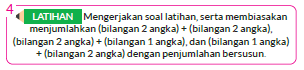 4
LATIHAN Mengerjakan soal latihan, serta membiasakan
menjumlahkan (bilangan 2 angka) + (bilangan 2 angka),
(bilangan 2 angka) + (bilangan 1 angka), dan (bilangan 1 angka)
+ (bilangan 2 angka) dengan penjumlahan bersusun.